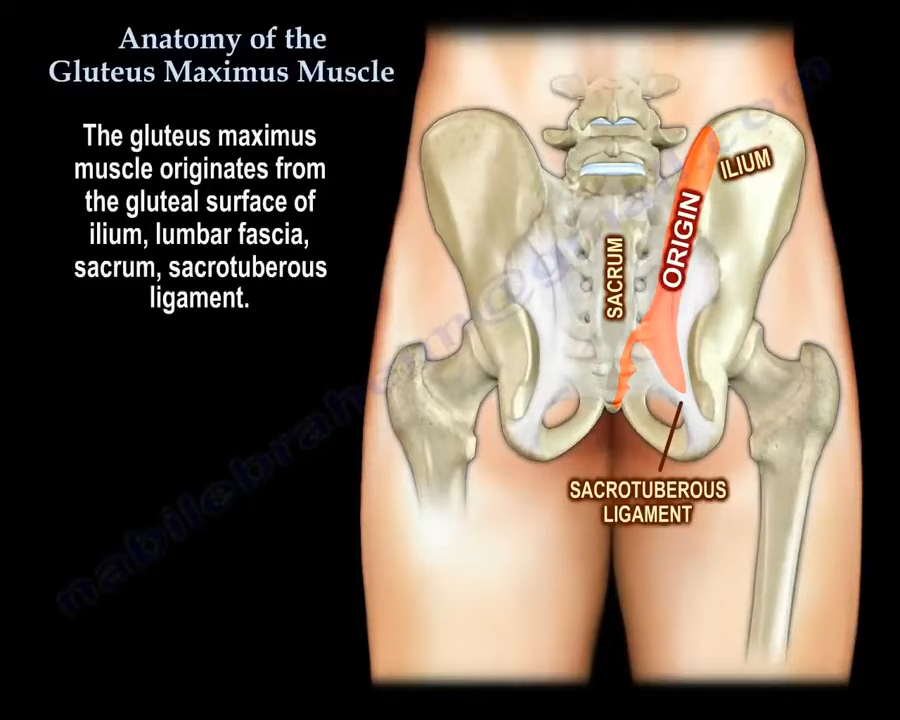 Anatomy of the
Gluteus Maximus Muscle
The gluteus maximus
muscle originates from
the gluteal surface of
ilium, lumbar fascia,
sacrum, sacrotuberous
ligament.
ILIUM
ORIGIN
SACRUM
SACROTUBEROUS
LIGAMENT